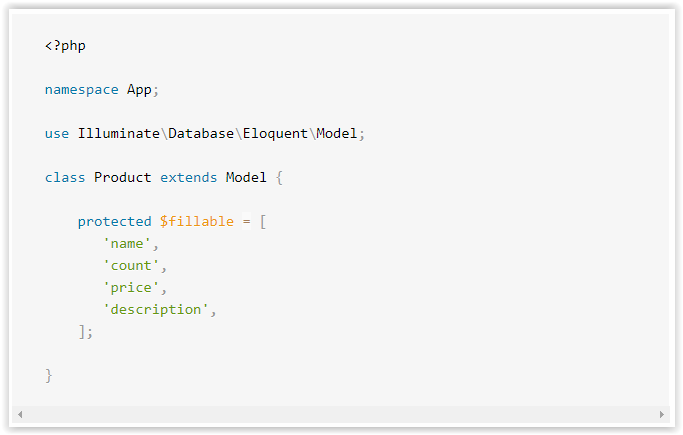 <?php
namespace App;
use Illuminate\Database\Eloquent\Model;
class Product extends Model {
protected $fillable = [
'name',
'count',
'price',
'description',
];
}